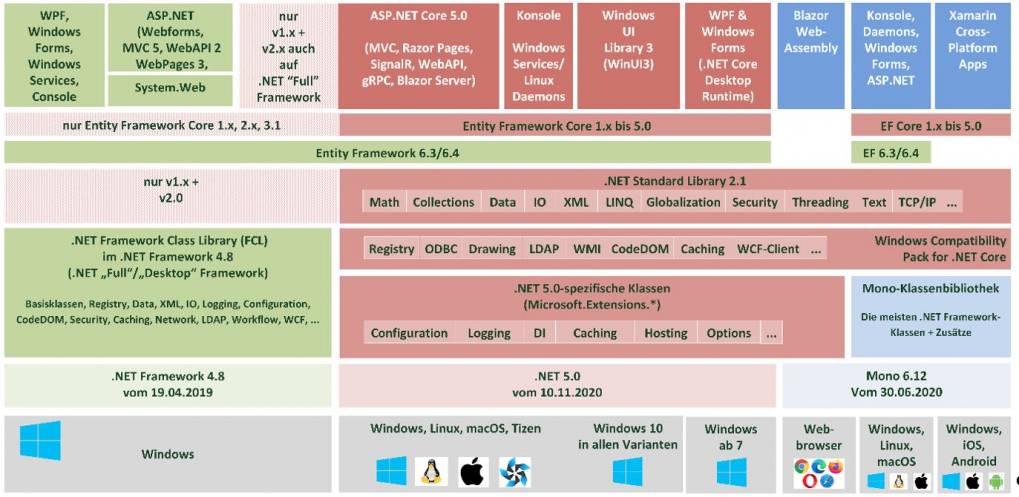 WPF,
Windows
Forms,
Windows
Services,
Console
ASP.NET
(Webforms,
MVC 5, WebAPI 2
WebPages 3,
System.Web
nur
v1.x +
v2.x auch
auf
.NET “Full”
Framework
ASP.NET Core 5.0
(MVC, Razor Pages,
SignalR, WebAPI,
gRPC, Blazor Server)
Konsole
Windows
Services/
Linux
Daemons
Windows
UI
Library 3
(WinUI3)
WPF &
Windows
Forms
(.NET Core
Desktop
Runtime)
Blazor
Web-
Assembly
Konsole,
Daemons,
Windows
Forms,
ASP.NET
Xamarin
Cross-
Platform
Apps
nur Entity Framework Core 1.x, 2.x, 3.1
Entity Framework Core 1.x bis 5.0
EF Core 1.x bis 5.0
Entity Framework 6.3/6.4
EF 6.3/6.4
nur v1.x +
v2.0
.NET Standard Library 2.1
Math Collections Data IO XML LINQ Globalization Security Threading Text TCP/IP ...
.NET Framework Class Library (FCL)
im .NET Framework 4.8
(.NET „Full“/„Desktop“ Framework)
Basisklassen, Registry, Data, XML, IO, Logging, Configuration,
CodeDOM, Security, Caching, Network, LDAP, Workflow, WCF, ...
Registry ODBC Drawing LDAP WMI CodeDOM Caching WCF-Client ...
Windows Compatibility
Pack for .NET Core
.NET 5.0-spezifische Klassen
(Microsoft.Extensions.*)
Configuration Logging DI Caching Hosting Options ...
Mono-Klassenbibliothek
Die meisten .NET Framework-
Klassen + Zusätze
.NET Framework 4.8
vom 19.04.2019
.NET 5.0
vom 10.11.2020
Mono 6.12
Vom 30.06.2020
Windows
Windows, Linux, macOS, Tizen
Windows 10
in allen Varianten
Windows
ab 7
Web-
browser
Windows,
Linux,
macOS
Windows,
iOS,
Android